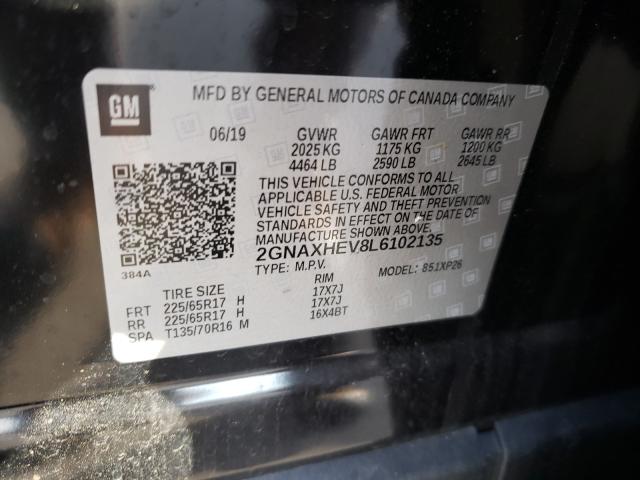 GM
MFD BY GENERAL MOTORS OF CANADA COMPANY
06/19 GVWR GAWR FRT GAWR RR
2025 KG 1175 KG 1200 KG
4464 LB 2590 LB 2645 LB
THIS VEHICLE CONFORMS TO ALL
APPLICABLE U.S. FEDERAL MOTOR
VEHICLE SAFETY AND THEFT PREVENTION
STANDARDS IN EFFECT ON THE DATE OF
MANUFACTURE SHOWN ABOVE.
2GNAXHEV8L6102135
384A
TYPE: M.P.V. MODEL: 851XP26
TIRE SIZE RIM
FRT 225/65R17 H 17X7J
RR 225/65R17 H 17X7J
SPA T135/70R16 M 16X4BT